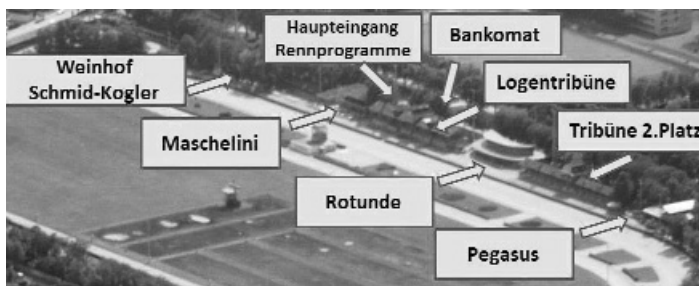 Haupteingang
Rennprogramme
Bankomat
Weinhof
Schmid-Kogler
Logentribüne
Maschelini
Tribüne 2.Platz
Rotunde
Pegasus